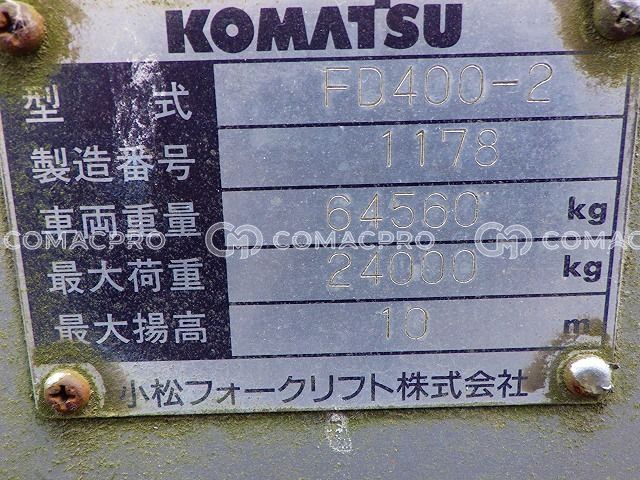 KOMATSU
型 式 FD400-2
製造番号 1178
車両重量 64560 kg
COMACPRO COMACPRO COMACPRO
最大荷重 24000 kg
最大揚高 10 m
小松フォークリフト株式会社